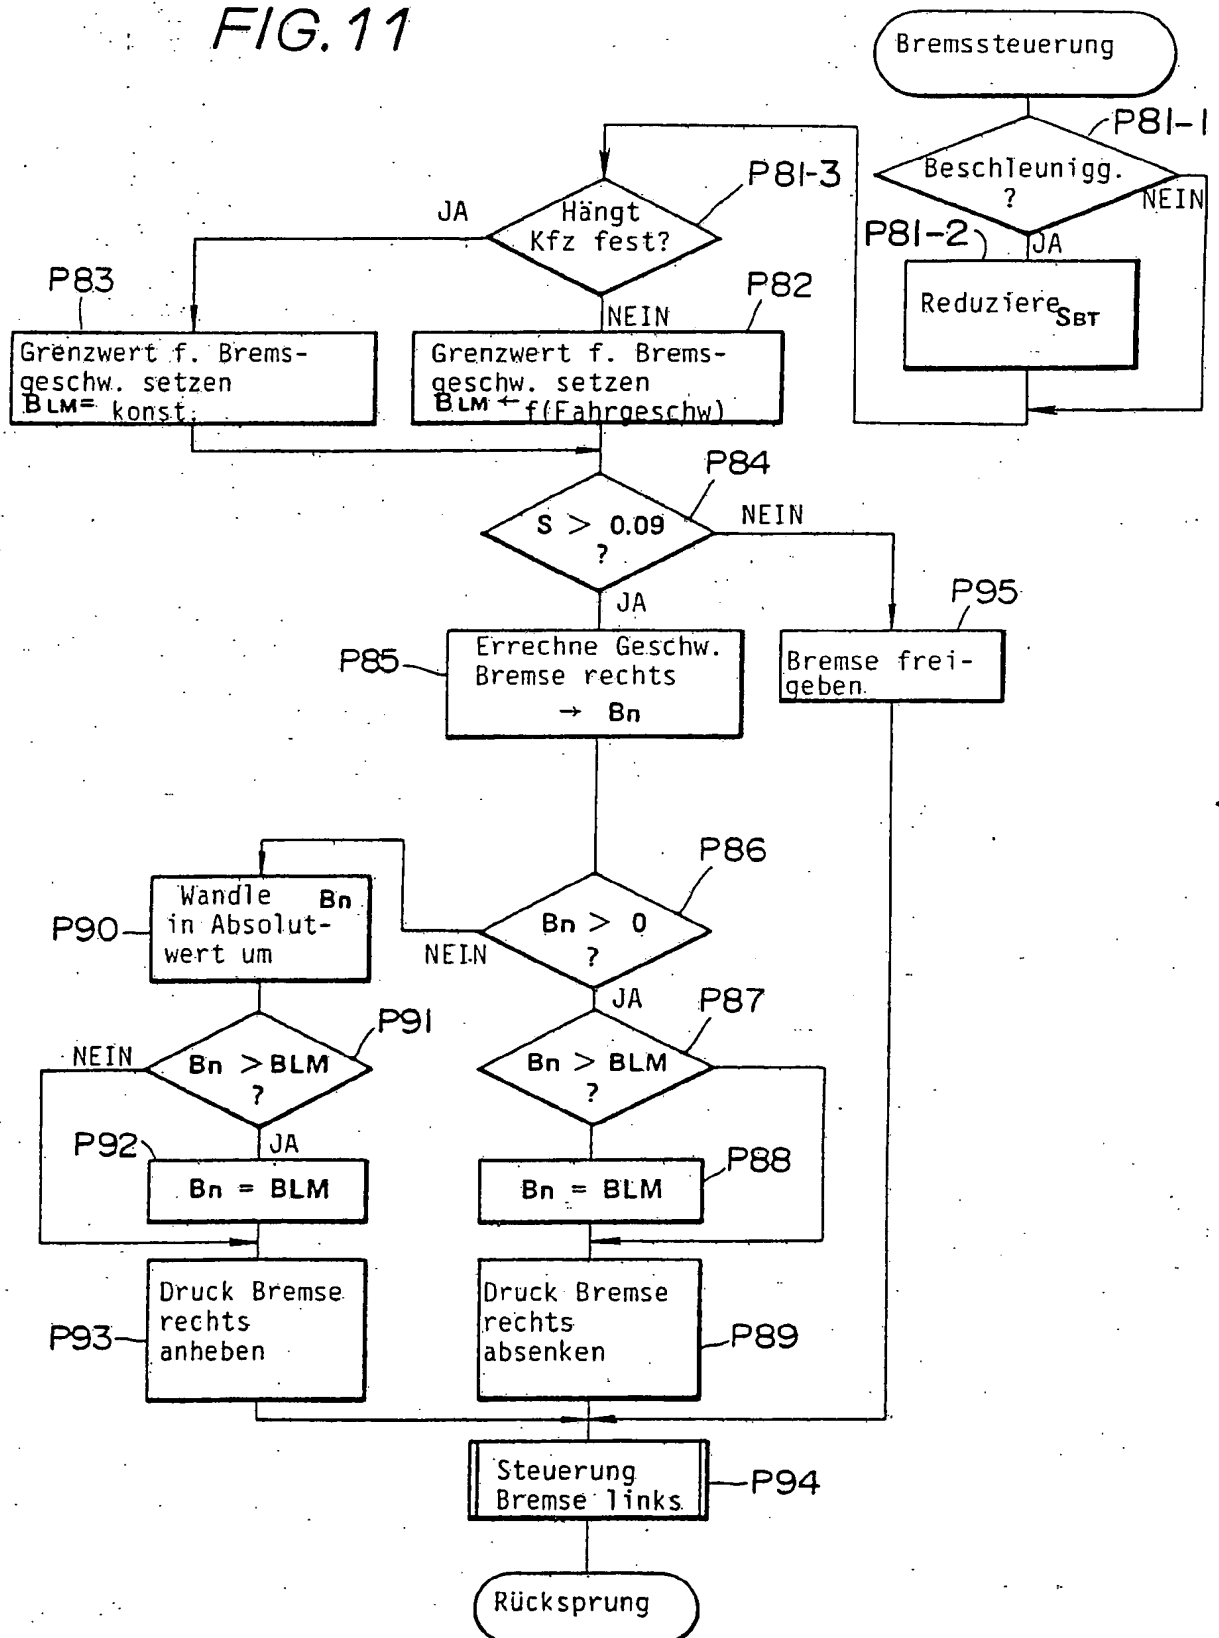 FIG. 11
Bremssteuerung
P81-1
Beschleunigg.
?
NEIN
JA
P81-2
Reduziere SBT
P81-3
Hängt
Kfz fest?
JA
NEIN
P83
Grenzwert f. Brems-
geschw. setzen
BLM= konst.
P82
Grenzwert f. Brems-
geschw. setzen
BLM ← f(Fahrgeschw)
P84
S > 0.09
?
NEIN
JA
P95
Bremse frei-
geben
P85
Errechne Geschw.
Bremse rechts
→ Bn
P86
Bn > 0
?
NEIN
JA
P90
Wandle Bn
in Absolut-
wert um
P91
Bn > BLM
?
NEIN
JA
P87
Bn > BLM
?
P92
Bn = BLM
P88
Bn = BLM
P93
Druck Bremse
rechts
anheben
P89
Druck Bremse
rechts
absenken
P94
Steuerung
Bremse links
Rücksprung